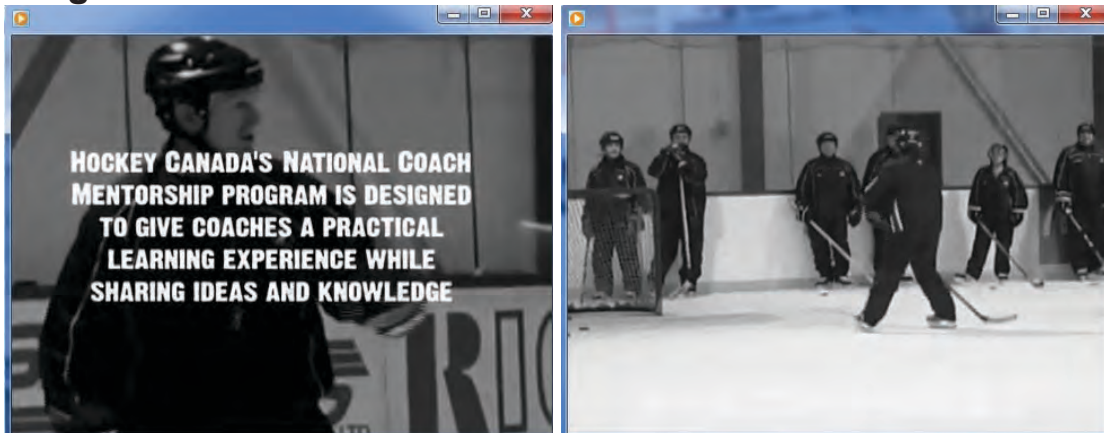 HOCKEY CANADA'S NATIONAL COACH
MENTORSHIP PROGRAM IS DESIGNED
TO GIVE COACHES A PRACTICAL
LEARNING EXPERIENCE WHILE
SHARING IDEAS AND KNOWLEDGE